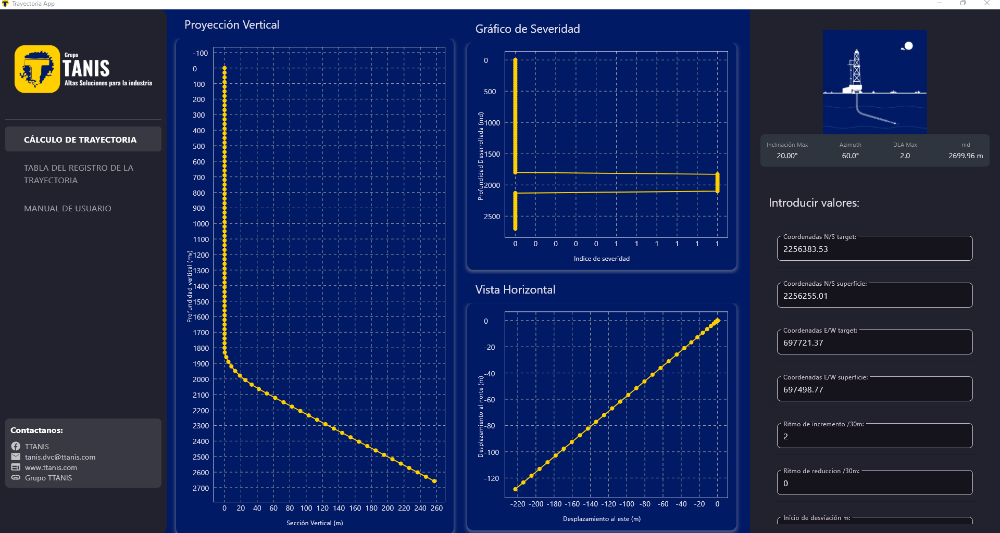 Trayectoria App
Grupo
TANIS
Altas Soluciones para la industria
CÁLCULO DE TRAYECTORIA
TABLA DEL REGISTRO DE LA
TRAYECTORIA
MANUAL DE USUARIO
Contactanos:
TTANIS
tanis.dvc@ttanis.com
www.ttanis.com
Grupo TTANIS
Proyección Vertical
Profundidad vertical (mv)
-100
0
100
200
300
400
500
600
700
800
900
1000
1100
1200
1300
1400
1500
1600
1700
1800
1900
2000
2100
2200
2300
2400
2500
2600
2700
0 20 40 60 80 100 120 140 160 180 200 220 240 260
Sección Vertical (m)
Gráfico de Severidad
Profundidad Desarrollada (md)
0
500
1000
1500
2000
2500
0 0 0 0 0 1 1 1 1 1 1
Indice de severidad
Vista Horizontal
Desplazamiento al norte (m)
0
-20
-40
-60
-80
-100
-120
-220 -200 -180 -160 -140 -120 -100 -80 -60 -40 -20 0
Desplazamiento al este (m)
Inclinación Max Azimuth DLA Max md
20.00° 60.0° 2.0 2699.96 m
Introducir valores:
Coordenadas N/S target:
2256383.53
Coordenadas N/S superficie:
2256255.01
Coordenadas E/W target:
697721.37
Coordenadas E/W superficie:
697498.77
Ritmo de incremento /30m:
2
Ritmo de reduccion /30m:
0
Inicio de desviación m: